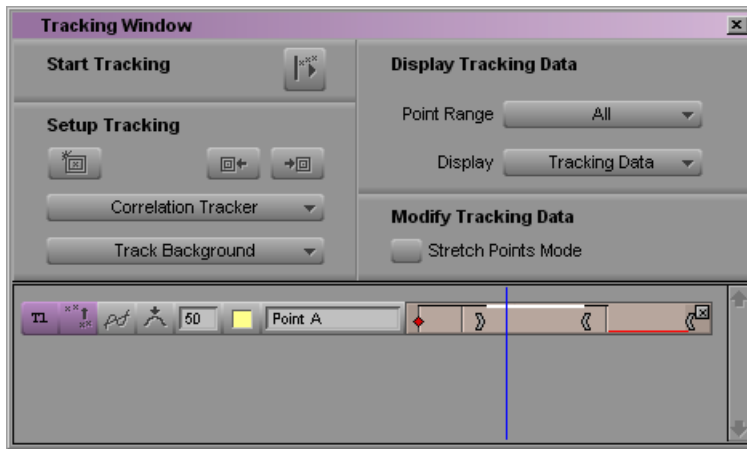 Tracking Window
Start Tracking
Setup Tracking
Correlation Tracker
Track Background
Display Tracking Data
Point Range All
Display Tracking Data
Modify Tracking Data
Stretch Points Mode
T1 50 Point A